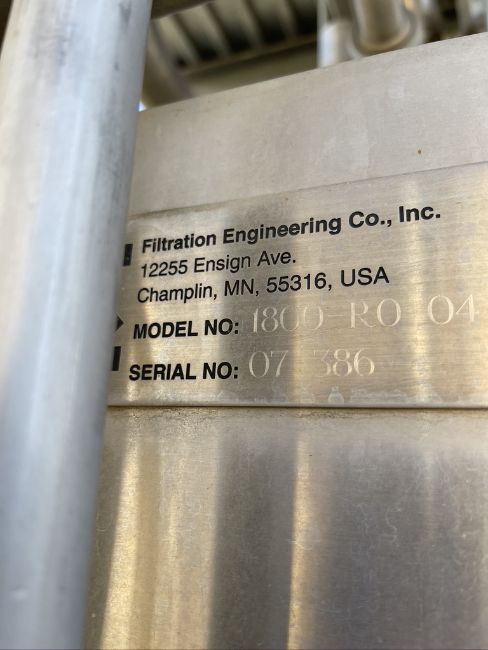 Filtration Engineering Co., Inc.
12255 Ensign Ave.
Champlin, MN, 55316, USA
MODEL NO: 1800-RO 04
SERIAL NO: 07 386